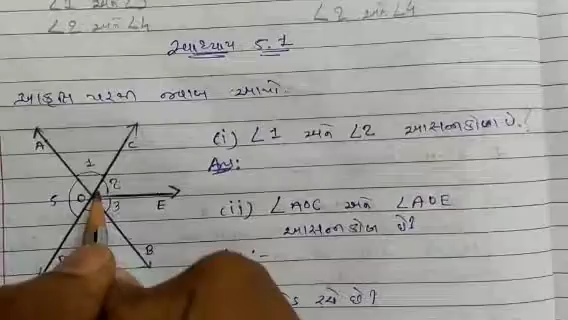 ∠2 અને ∠4
∠2 અને ∠4
સ્વાધ્યાય 5.1
આકૃતિ પરથી જવાબ આપો.
A
C
1
2
5
O
3
E
B
(i) ∠1 અને ∠2 આસન્નકોણ છે.?
Ans:
(ii) ∠AOC અને ∠AOE
આસન્નકોણ છે?
રચે છે?